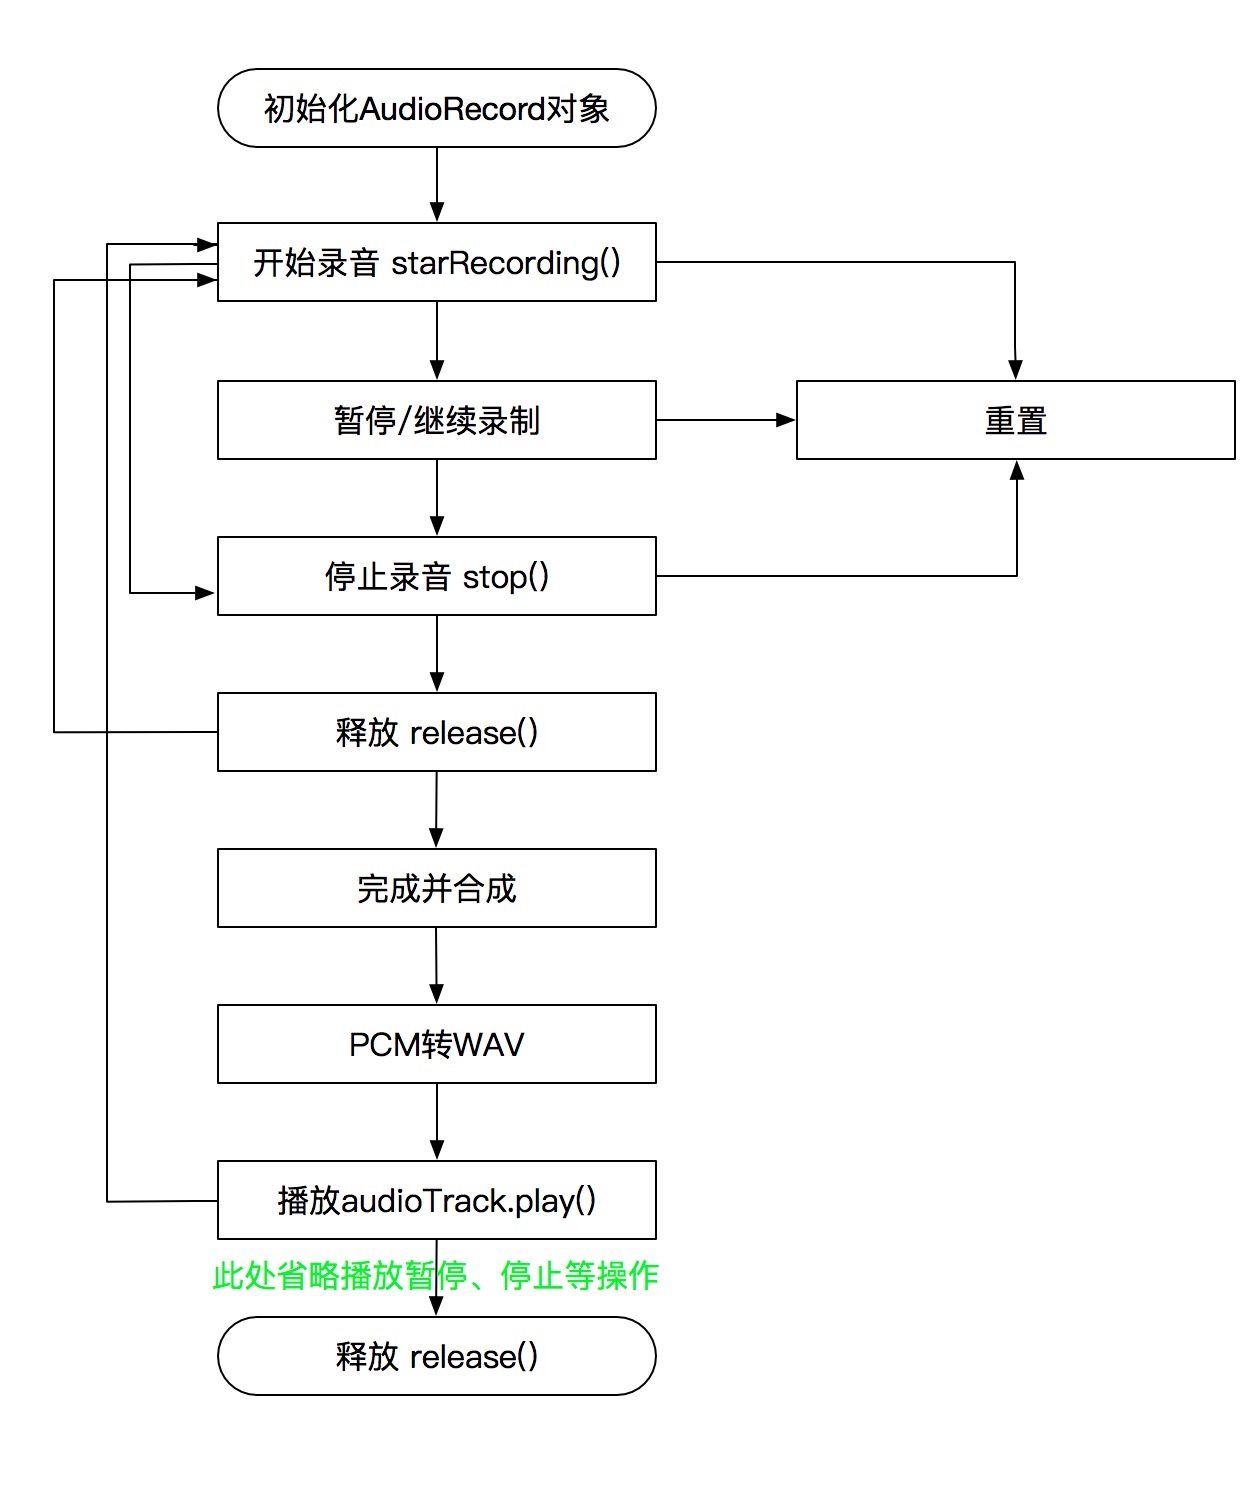 初始化AudioRecord对象
开始录音 starRecording()
暂停/继续录制
重置
停止录音 stop()
释放 release()
完成并合成
PCM转WAV
播放audioTrack.play()
此处省略播放暂停、停止等操作
释放 release()